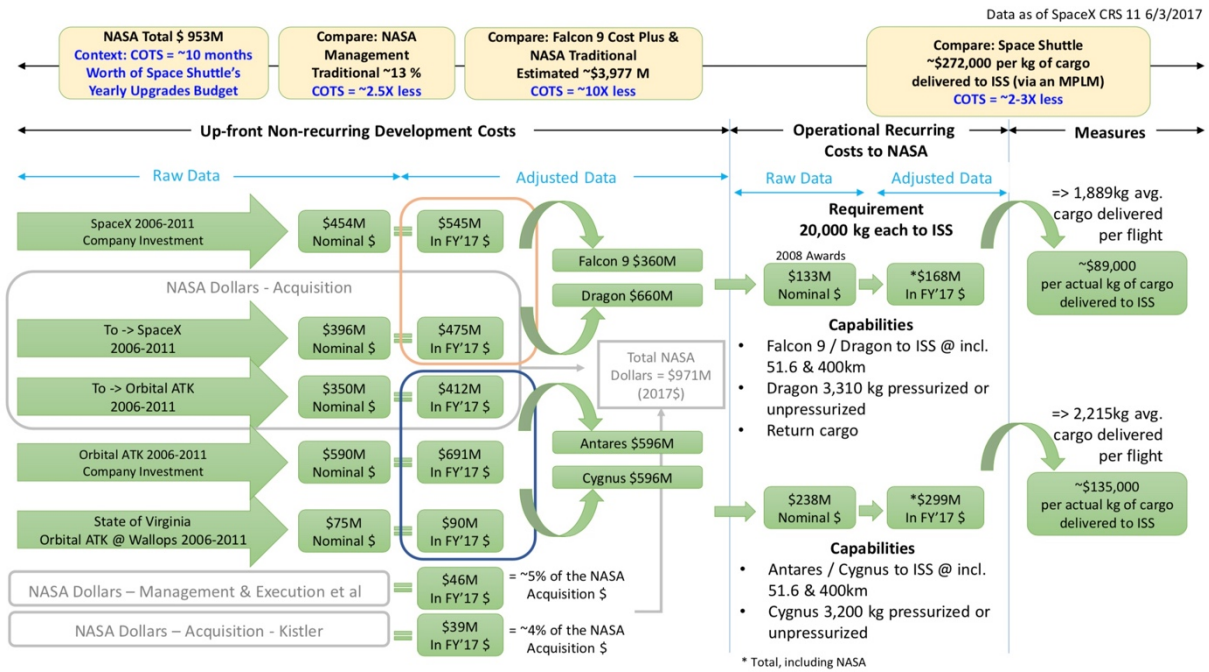 Data as of SpaceX CRS 11 6/3/2017
NASA Total $ 953M
Context: COTS = ~10 months
Worth of Space Shuttle's
Yearly Upgrades Budget
Compare: NASA
Management
Traditional ~13 %
COTS = ~2.5X less
Compare: Falcon 9 Cost Plus &
NASA Traditional
Estimated ~$3,977 M
COTS = ~10X less
Compare: Space Shuttle
~$272,000 per kg of cargo
delivered to ISS (via an MPLM)
COTS = ~2-3X less
Up-front Non-recurring Development Costs
Operational Recurring
Costs to NASA
Measures
Raw Data
Adjusted Data
Raw Data
Adjusted Data
SpaceX 2006-2011
Company Investment
$454M
Nominal $
=
$545M
In FY'17 $
Falcon 9 $360M
Dragon $660M
NASA Dollars - Acquisition
To -> SpaceX
2006-2011
$396M
Nominal $
=
$475M
In FY'17 $
To -> Orbital ATK
2006-2011
$350M
Nominal $
=
$412M
In FY'17 $
Total NASA
Dollars = $971M
(2017$)
Orbital ATK 2006-2011
Company Investment
$590M
Nominal $
=
$691M
In FY'17 $
Antares $596M
Cygnus $596M
State of Virginia
Orbital ATK @ Wallops 2006-2011
$75M
Nominal $
=
$90M
In FY'17 $
NASA Dollars – Management & Execution et al
=
$46M
In FY'17 $
= ~5% of the NASA
Acquisition $
NASA Dollars – Acquisition - Kistler
=
$39M
In FY'17 $
= ~4% of the NASA
Acquisition $
Requirement
20,000 kg each to ISS
2008 Awards
$133M
Nominal $
*$168M
In FY'17 $
Capabilities
• Falcon 9 / Dragon to ISS @ incl.
51.6 & 400km
• Dragon 3,310 kg pressurized or
unpressurized
• Return cargo
$238M
Nominal $
*$299M
In FY'17 $
Capabilities
• Antares / Cygnus to ISS @ incl.
51.6 & 400km
• Cygnus 3,200 kg pressurized or
unpressurized
* Total, including NASA
=> 1,889kg avg.
cargo delivered
per flight
~$89,000
per actual kg of cargo
delivered to ISS
=> 2,215kg avg.
cargo delivered
per flight
~$135,000
per actual kg of cargo
delivered to ISS